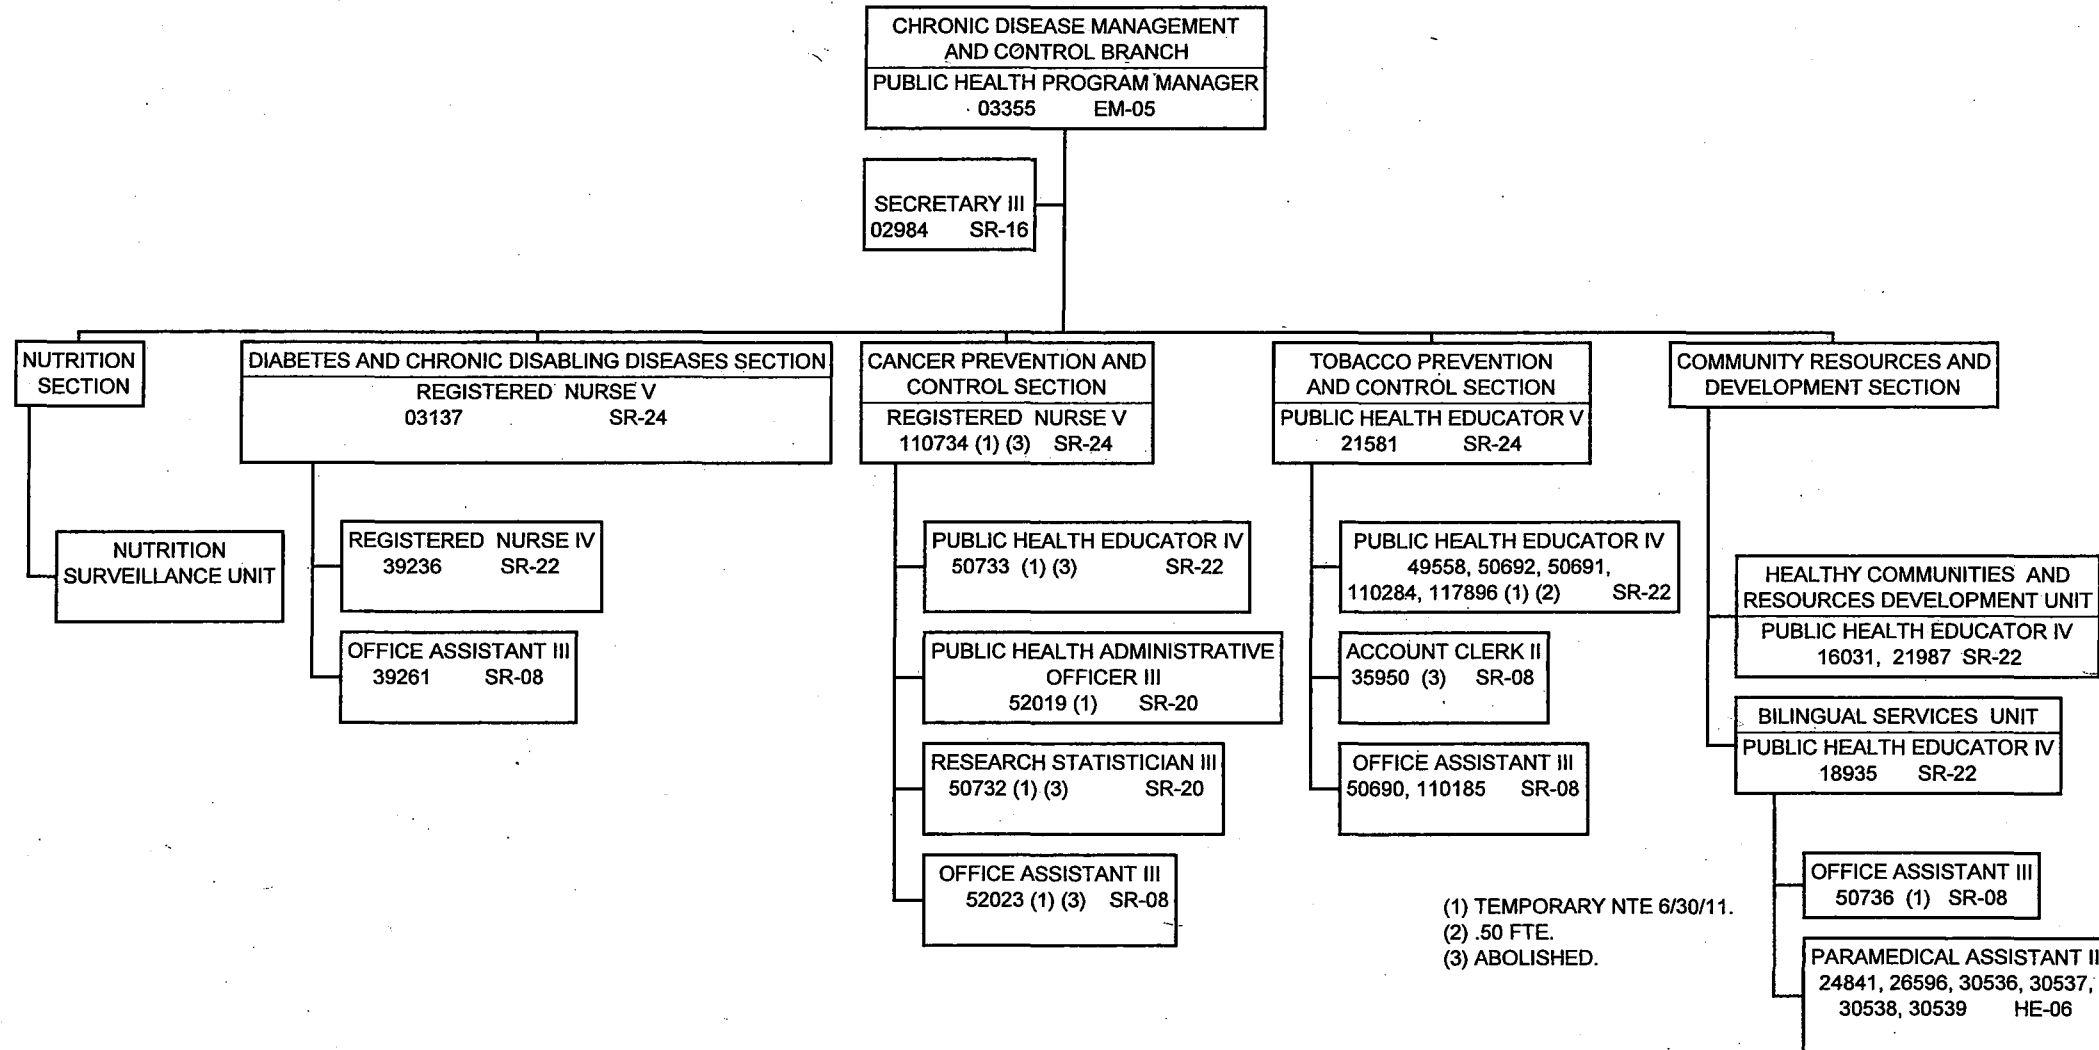 CHRONIC DISEASE MANAGEMENT
AND CONTROL BRANCH
PUBLIC HEALTH PROGRAM MANAGER
03355 EM-05
SECRETARY III
02984 SR-16
NUTRITION
SECTION
NUTRITION
SURVEILLANCE UNIT
DIABETES AND CHRONIC DISABLING DISEASES SECTION
REGISTERED NURSE V
03137 SR-24
REGISTERED NURSE IV
39236 SR-22
OFFICE ASSISTANT III
39261 SR-08
CANCER PREVENTION AND
CONTROL SECTION
REGISTERED NURSE V
110734 (1) (3) SR-24
PUBLIC HEALTH EDUCATOR IV
50733 (1) (3) SR-22
PUBLIC HEALTH ADMINISTRATIVE
OFFICER III
52019 (1) SR-20
RESEARCH STATISTICIAN III
50732 (1) (3) SR-20
OFFICE ASSISTANT III
52023 (1) (3) SR-08
TOBACCO PREVENTION
AND CONTROL SECTION
PUBLIC HEALTH EDUCATOR V
21581 SR-24
PUBLIC HEALTH EDUCATOR IV
49558, 50692, 50691,
110284, 117896 (1) (2) SR-22
ACCOUNT CLERK II
35950 (3) SR-08
OFFICE ASSISTANT III
50690, 110185 SR-08
COMMUNITY RESOURCES AND
DEVELOPMENT SECTION
HEALTHY COMMUNITIES AND
RESOURCES DEVELOPMENT UNIT
PUBLIC HEALTH EDUCATOR IV
16031, 21987 SR-22
BILINGUAL SERVICES UNIT
PUBLIC HEALTH EDUCATOR IV
18935 SR-22
OFFICE ASSISTANT III
50736 (1) SR-08
PARAMEDICAL ASSISTANT II
24841, 26596, 30536, 30537,
30538, 30539 HE-06
(1) TEMPORARY NTE 6/30/11.
(2) .50 FTE.
(3) ABOLISHED.